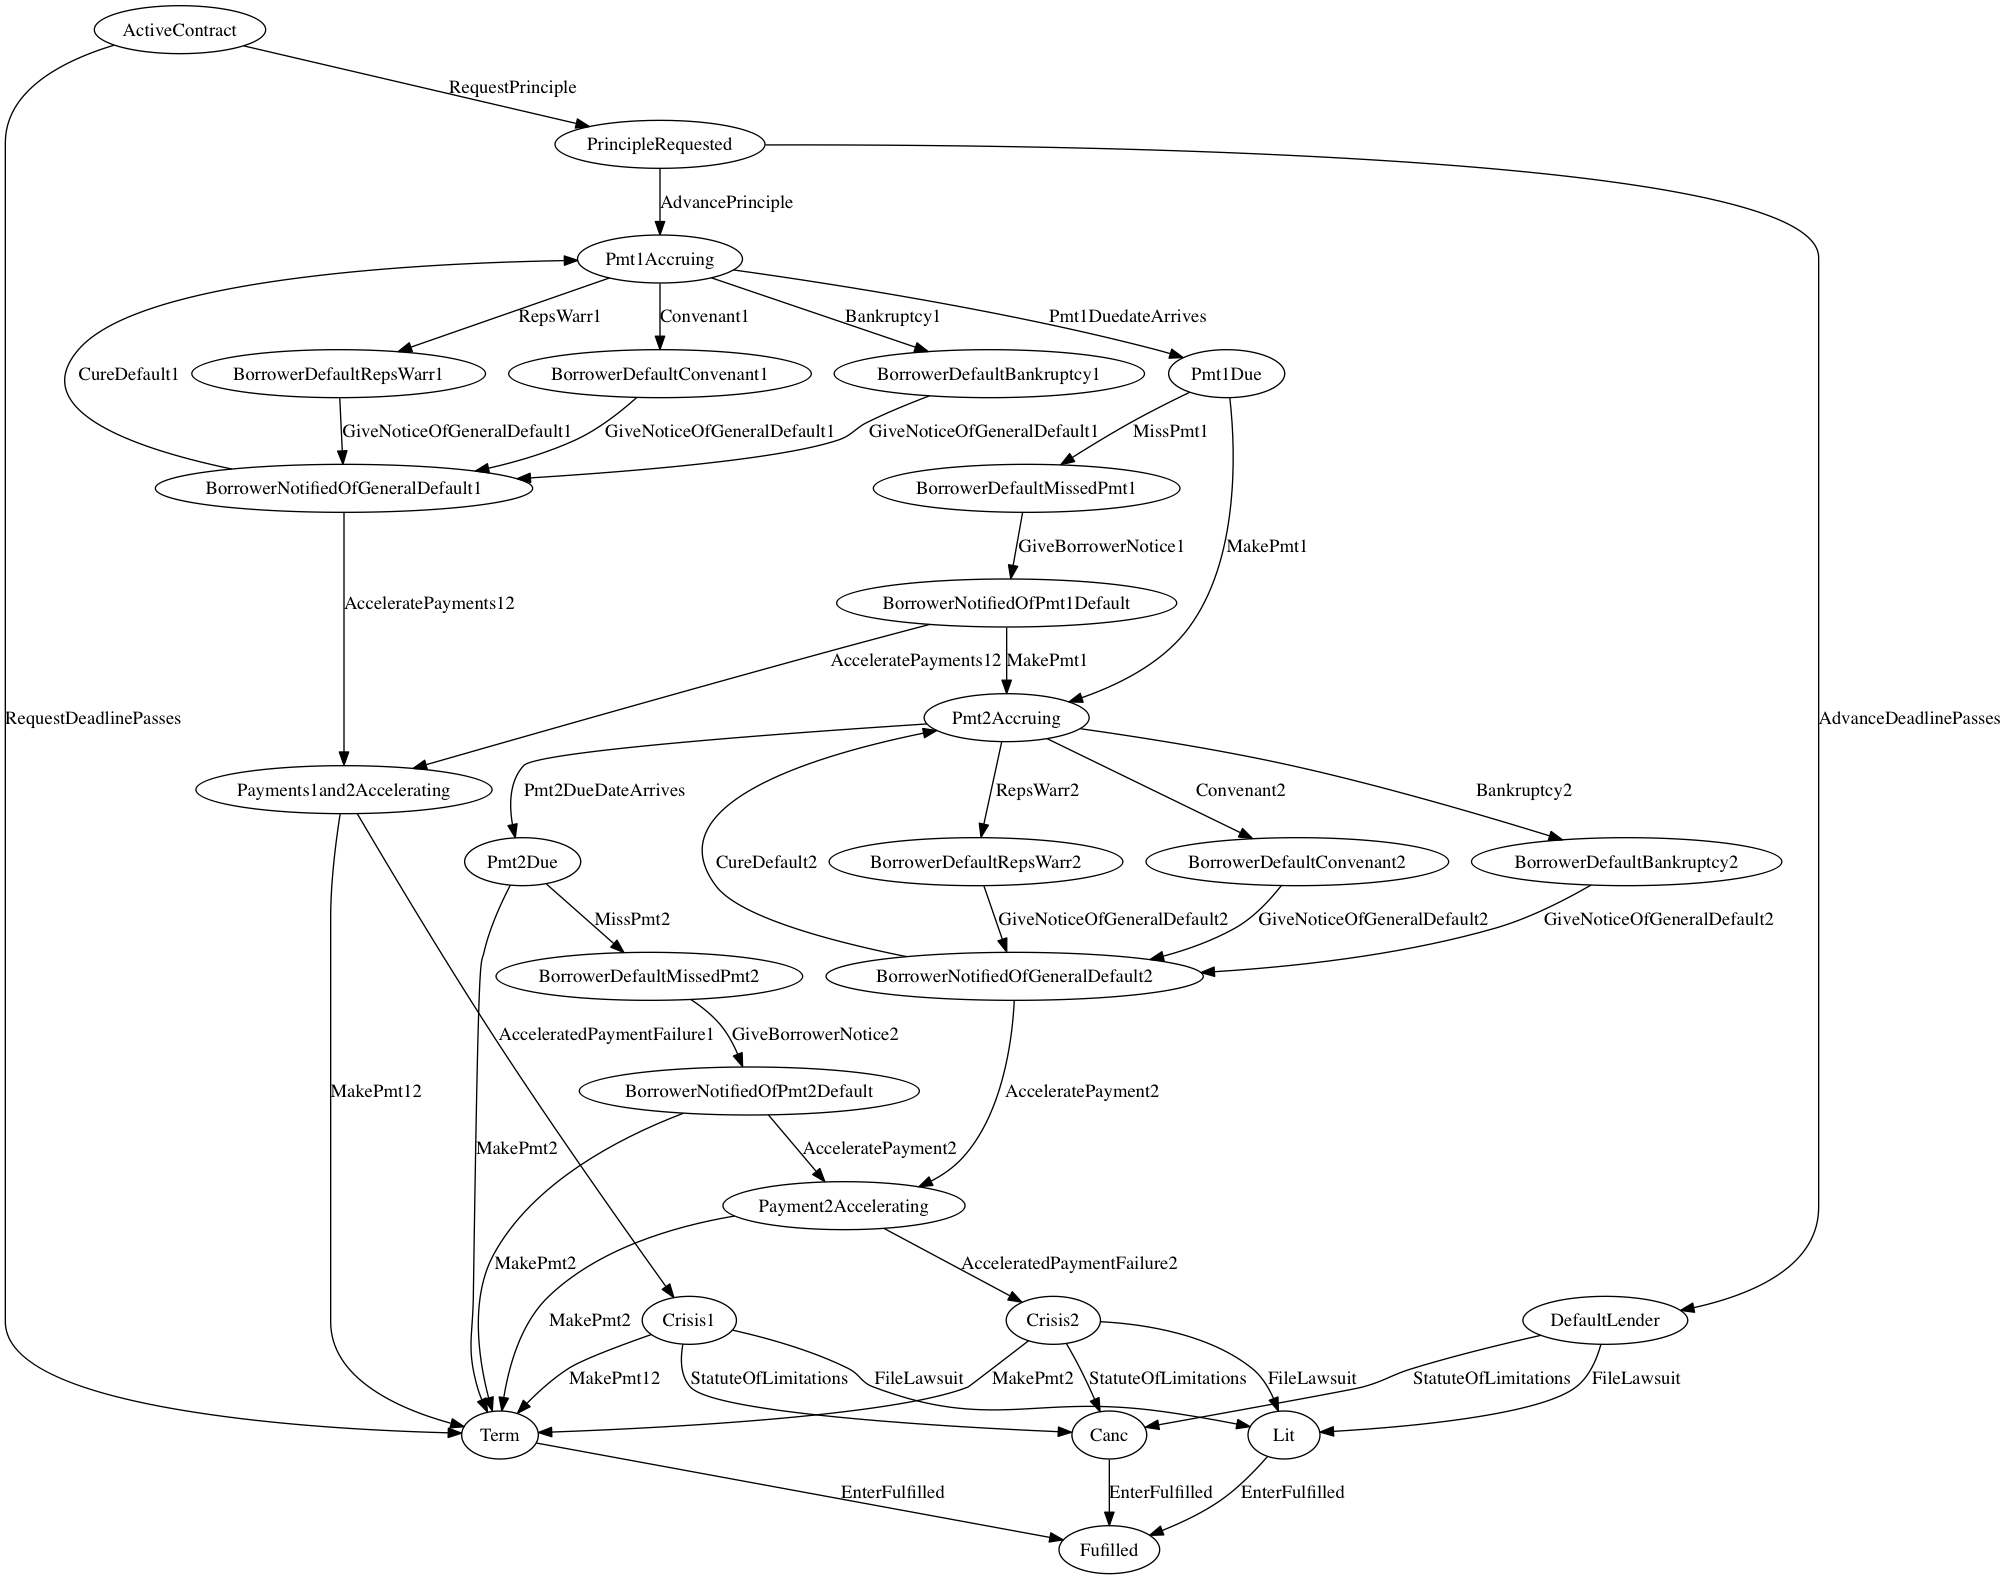 ActiveContract
RequestPrinciple
PrincipleRequested
AdvancePrinciple
Pmt1Accruing
RepsWarr1
Convenant1
Bankruptcy1
Pmt1DuedateArrives
CureDefault1
BorrowerDefaultRepsWarr1
BorrowerDefaultConvenant1
BorrowerDefaultBankruptcy1
Pmt1Due
GiveNoticeOfGeneralDefault1
GiveNoticeOfGeneralDefault1
GiveNoticeOfGeneralDefault1
MissPmt1
BorrowerNotifiedOfGeneralDefault1
BorrowerDefaultMissedPmt1
GiveBorrowerNotice1
MakePmt1
AcceleratePayments12
BorrowerNotifiedOfPmt1Default
AcceleratePayments12
MakePmt1
RequestDeadlinePasses
Pmt2Accruing
AdvanceDeadlinePasses
Payments1and2Accelerating
Pmt2DueDateArrives
RepsWarr2
Convenant2
Bankruptcy2
Pmt2Due
CureDefault2
BorrowerDefaultRepsWarr2
BorrowerDefaultConvenant2
BorrowerDefaultBankruptcy2
MissPmt2
GiveNoticeOfGeneralDefault2
GiveNoticeOfGeneralDefault2
GiveNoticeOfGeneralDefault2
BorrowerDefaultMissedPmt2
BorrowerNotifiedOfGeneralDefault2
AcceleratedPaymentFailure1
GiveBorrowerNotice2
MakePmt12
BorrowerNotifiedOfPmt2Default
AcceleratePayment2
MakePmt2
AcceleratePayment2
Payment2Accelerating
MakePmt2
AcceleratedPaymentFailure2
MakePmt2
Crisis1
Crisis2
DefaultLender
MakePmt12
StatuteOfLimitations
FileLawsuit
MakePmt2
StatuteOfLimitations
FileLawsuit
StatuteOfLimitations
FileLawsuit
Term
Canc
Lit
EnterFulfilled
EnterFulfilled
EnterFulfilled
Fufilled